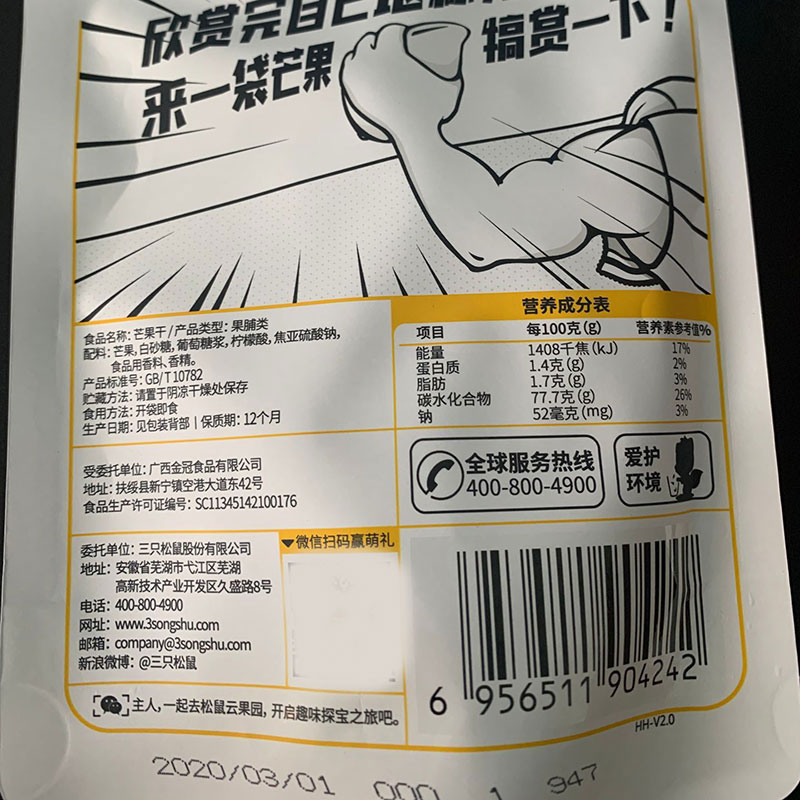 欣赏完自己
来一袋芒果 犒赏一下！
食品名称: 芒果干 / 产品类型: 果脯类
配料: 芒果, 白砂糖, 葡萄糖浆, 柠檬酸, 焦亚硫酸钠,
食品用香料、香精。
产品标准号: GB/T 10782
贮藏方法: 请置于阴凉干燥处保存
食用方法: 开袋即食
生产日期: 见包装背部 | 保质期: 12个月
营养成分表
项目 每100克(g) 营养素参考值%
能量 1408千焦(kJ) 17%
蛋白质 1.4克(g) 2%
脂肪 1.7克(g) 3%
碳水化合物 77.7克(g) 26%
钠 52毫克(mg) 3%
受委托单位: 广西金冠食品有限公司
地址: 扶绥县新宁镇空港大道东42号
食品生产许可证编号: SC11345142100176
全球服务热线
400-800-4900
爱护
环境
委托单位: 三只松鼠股份有限公司
地址: 安徽省芜湖市弋江区芜湖
高新技术产业开发区久盛路8号
电话: 400-800-4900
网址: www.3songshu.com
邮箱: company@3songshu.com
新浪微博: @三只松鼠
微信扫码赢萌礼
主人, 一起去松鼠云果园, 开启趣味探宝之旅吧。
6 956511 904242
HH-V2.0
2020/03/01 000 1 947